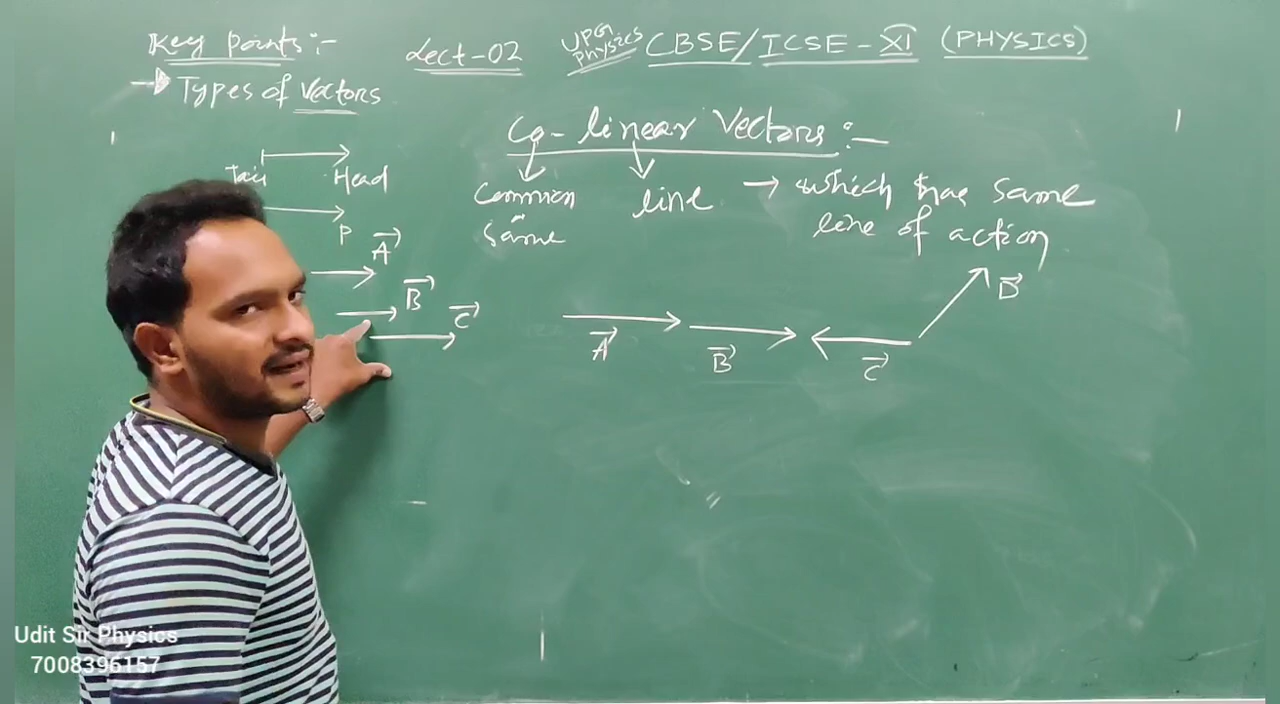 Key points:-
Lect-02
UPG Physics
CBSE/ICSE-XI (PHYSICS)
→ Types of Vectors
Co-linear Vectors:-
Tail Head
Common or Same
line → which has same
line of action
P
A
B
C
A
B
C
D
Udit Sir Physics
7008396157